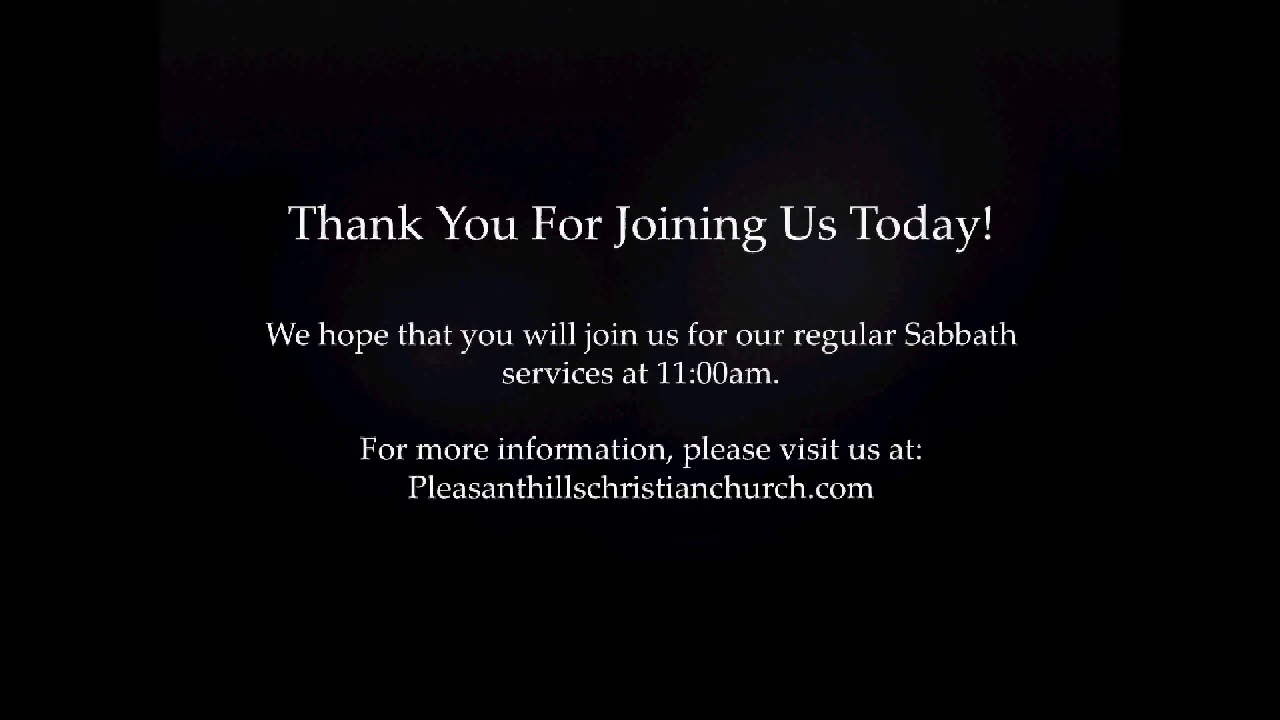 Thank You For Joining Us Today!
We hope that you will join us for our regular Sabbath
services at 11:00am.
For more information, please visit us at:
Pleasanthillschristianchurch.com